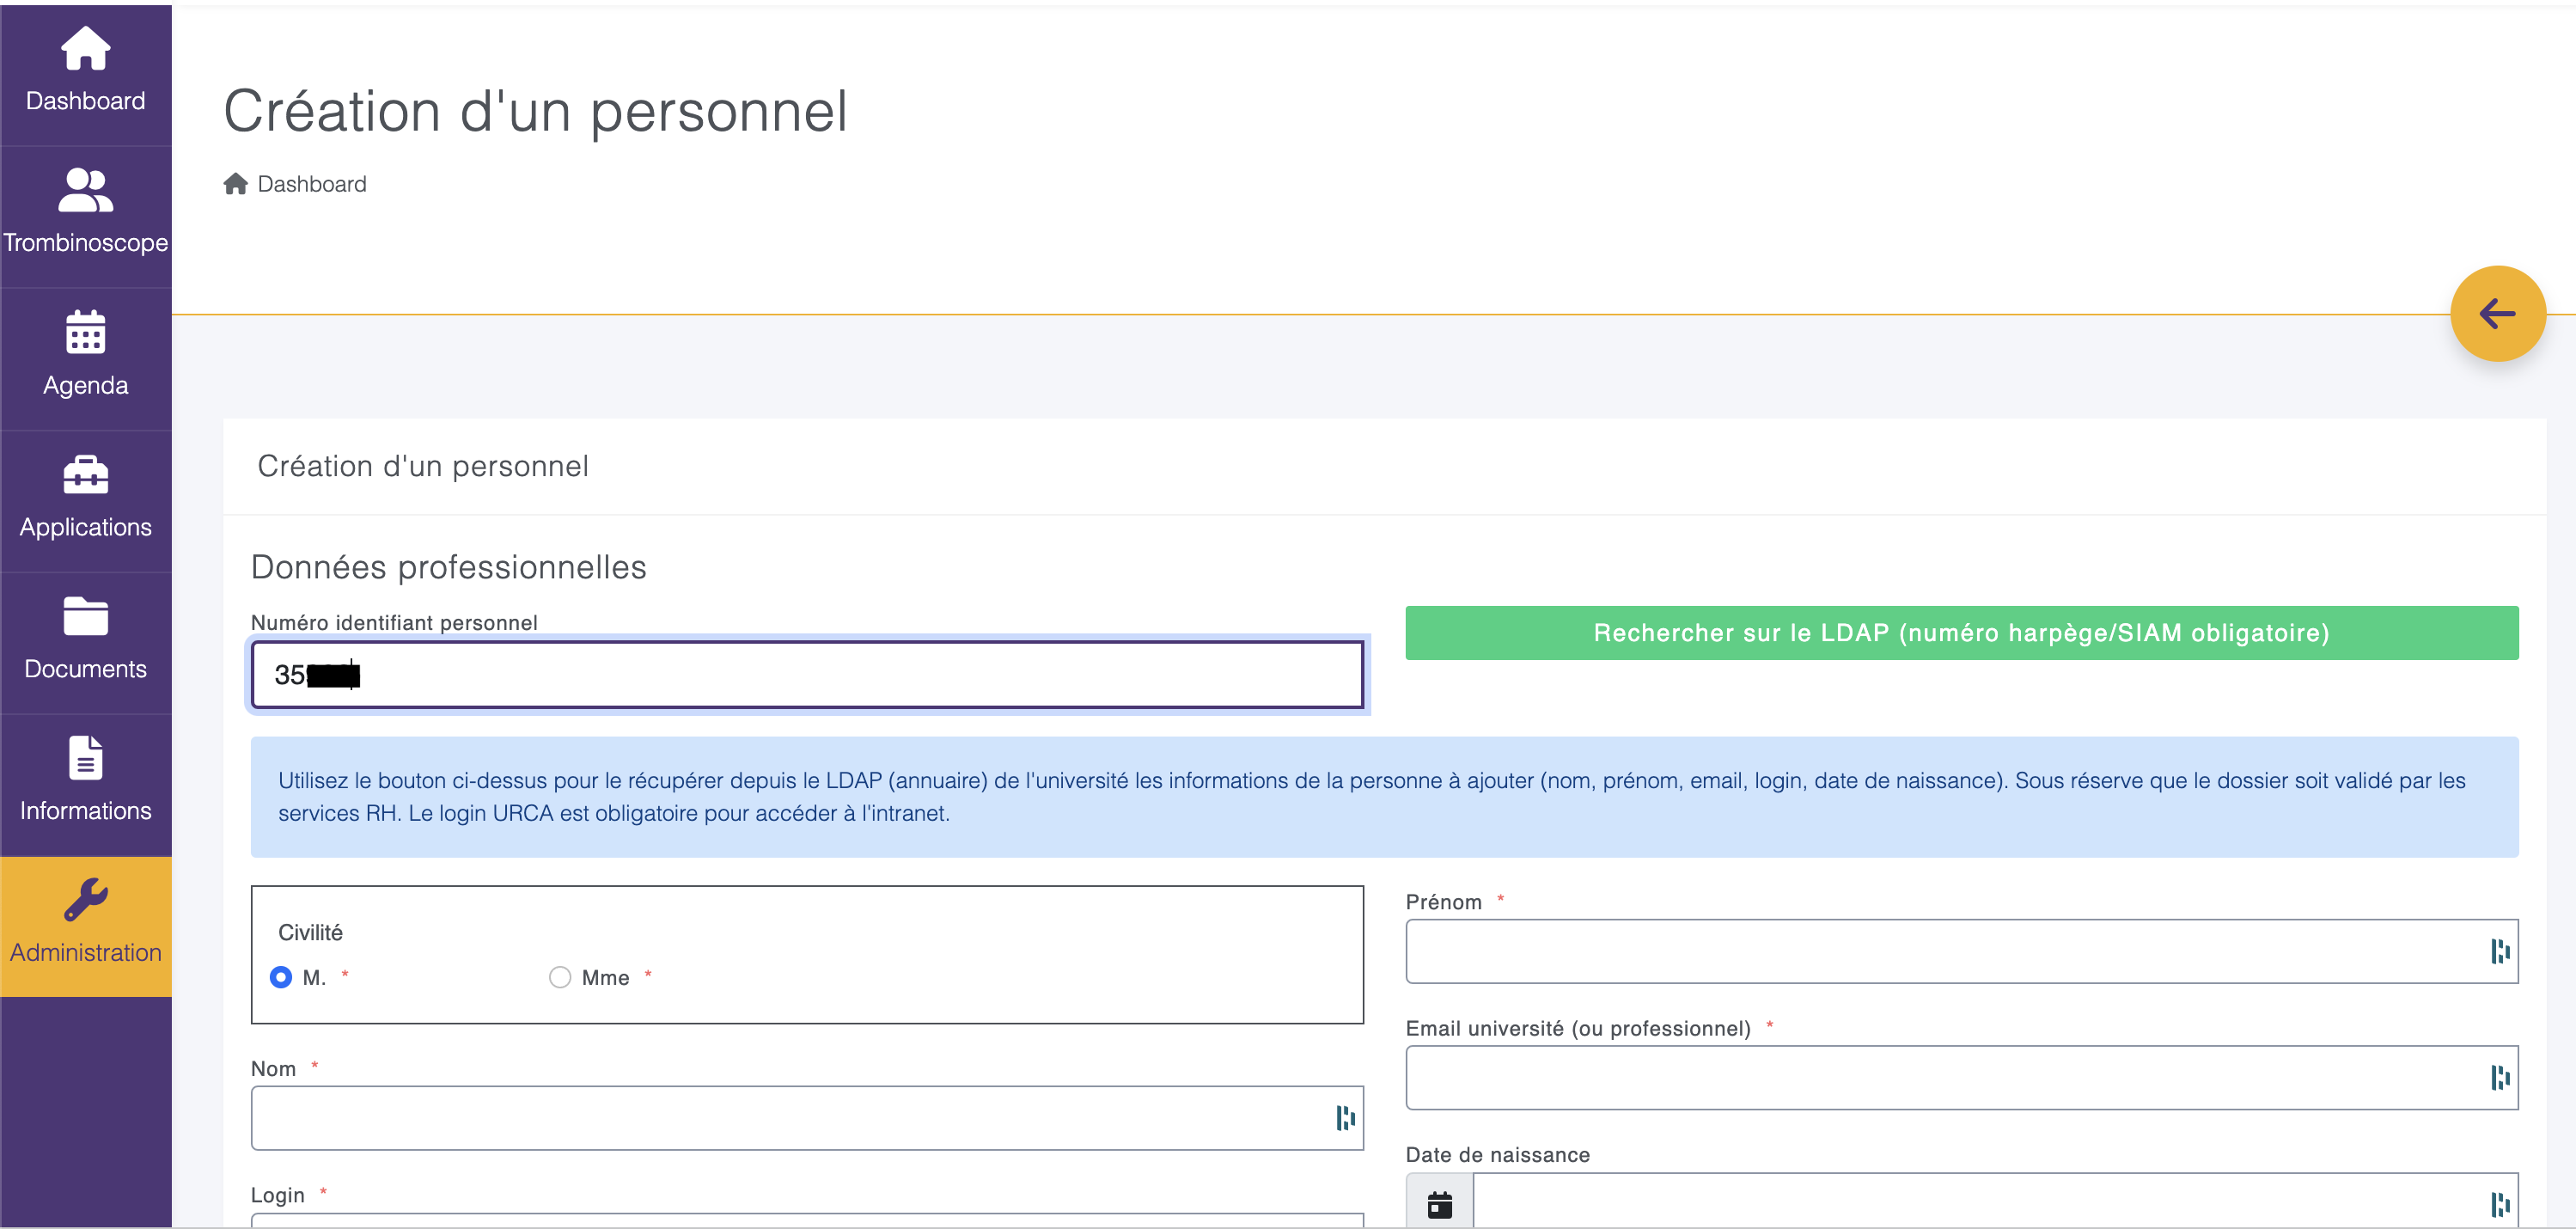 Dashboard
Trombinoscope
Agenda
Applications
Documents
Informations
Administration
Création d'un personnel
Dashboard
Création d'un personnel
Données professionnelles
Numéro identifiant personnel
35
Rechercher sur le LDAP (numéro harpège/SIAM obligatoire)
Utilisez le bouton ci-dessus pour le récupérer depuis le LDAP (annuaire) de l'université les informations de la personne à ajouter (nom, prénom, email, login, date de naissance). Sous réserve que le dossier soit validé par les
services RH. Le login URCA est obligatoire pour accéder à l'intranet.
Civilité
M. *
Mme *
Prénom *
Email université (ou professionnel) *
Nom *
Date de naissance
Login *